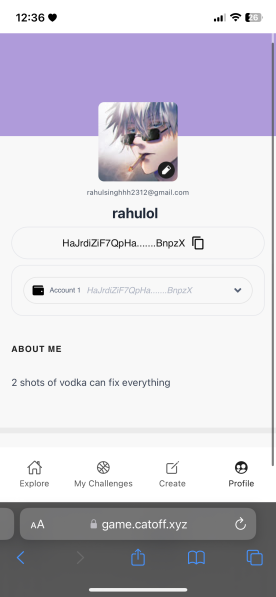 12:36
26
rahulsinghhh2312@gmail.com
rahulol
HaJrdiZiF7QpHa.......BnpzX
Account 1 HaJrdiZiF7QpHa.......BnpzX
ABOUT ME
2 shots of vodka can fix everything
Explore My Challenges Create Profile
AA game.catoff.xyz